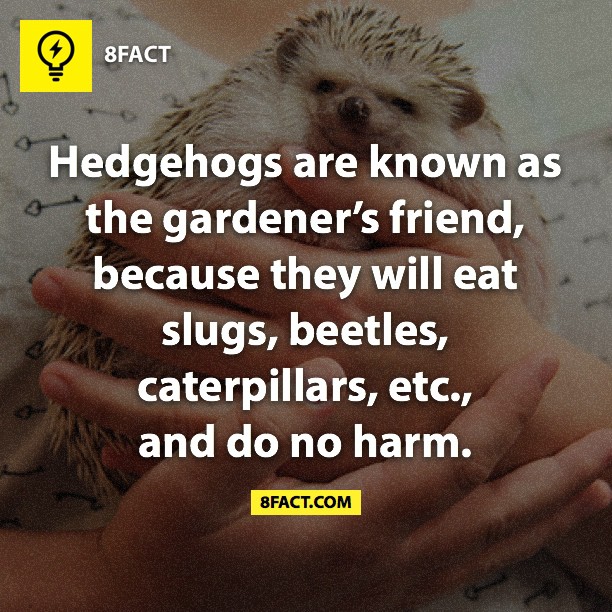 8FACT
Hedgehogs are known as
the gardener’s friend,
because they will eat
slugs, beetles,
caterpillars, etc.,
and do no harm.
8FACT.COM